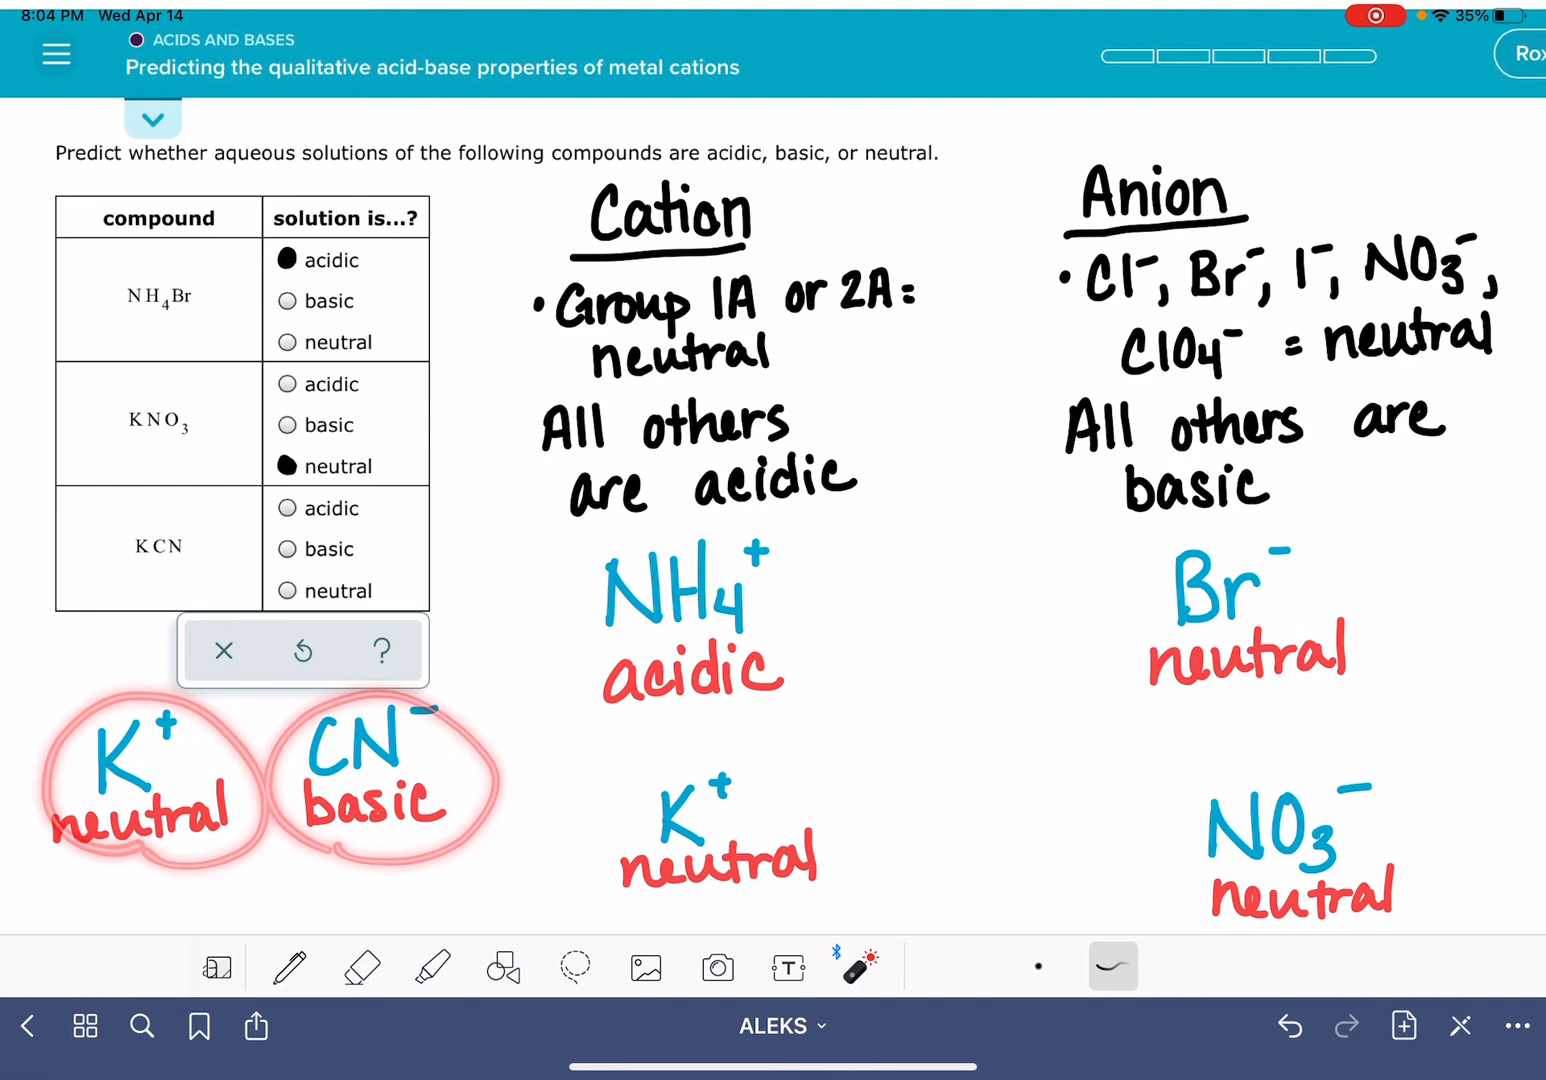 8:04 PM Wed Apr 14
35%
ACIDS AND BASES
Predicting the qualitative acid-base properties of metal cations
Predict whether aqueous solutions of the following compounds are acidic, basic, or neutral.
compound solution is...?
NH₄Br
acidic
basic
neutral
KNO₃
acidic
basic
neutral
KCN
acidic
basic
neutral
K⁺ CN⁻
neutral basic
Cation
• Group 1A or 2A =
neutral
All others
are acidic
NH4⁺
acidic
K⁺
neutral
Anion
• Cl⁻, Br⁻, I⁻, NO3⁻,
ClO4⁻ = neutral
All others are
basic
Br⁻
neutral
NO3⁻
neutral
ALEKS